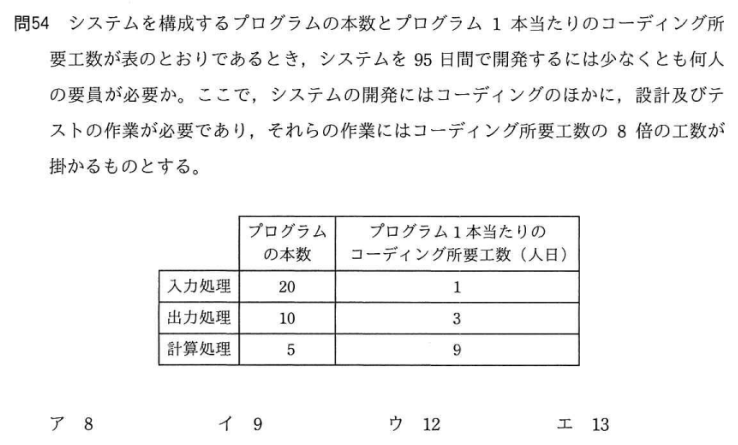 問54 システムを構成するプログラムの本数とプログラム 1 本当たりのコーディング所
要工数が表のとおりであるとき，システムを 95 日間で開発するには少なくとも何人
の要員が必要か。ここで，システムの開発にはコーディングのほかに，設計及びテ
ストの作業が必要であり，それらの作業にはコーディング所要工数の 8 倍の工数が
掛かるものとする。
プログラム
の本数
プログラム1本当たりの
コーディング所要工数（人日）
入力処理 20 1
出力処理 10 3
計算処理 5 9
ア 8 イ 9 ウ 12 エ 13